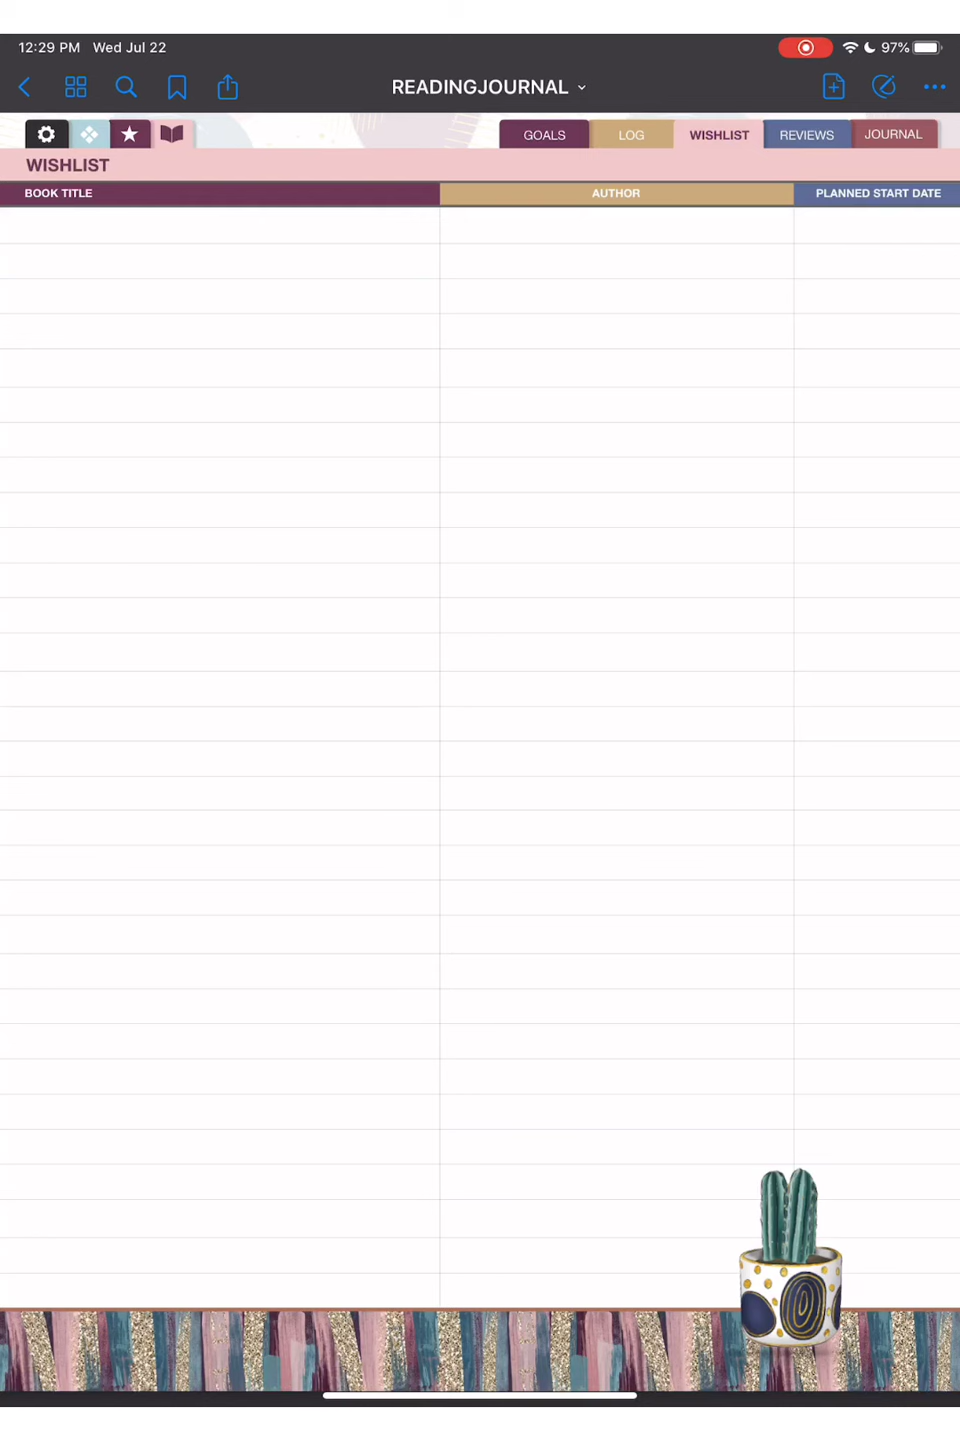 12:29 PM Wed Jul 22 97%
READINGJOURNAL
GOALS LOG WISHLIST REVIEWS JOURNAL
WISHLIST
BOOK TITLE AUTHOR PLANNED START DATE